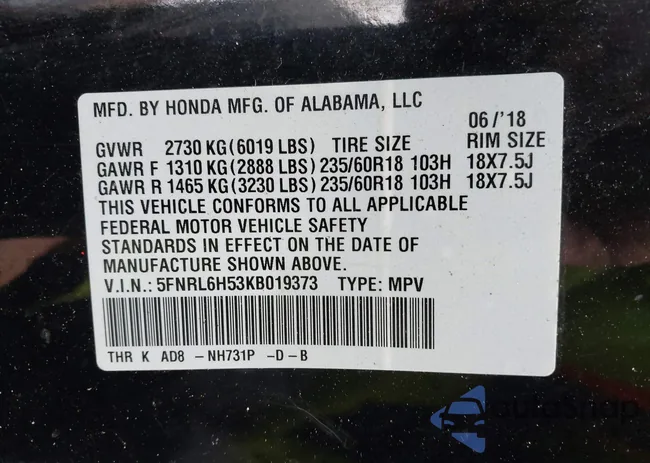 MFD. BY HONDA MFG. OF ALABAMA, LLC
06/'18
GVWR 2730 KG(6019 LBS) TIRE SIZE RIM SIZE
GAWR F 1310 KG(2888 LBS)235/60R18 103H 18X7.5J
GAWR R 1465 KG(3230 LBS)235/60R18 103H 18X7.5J
THIS VEHICLE CONFORMS TO ALL APPLICABLE
FEDERAL MOTOR VEHICLE SAFETY
STANDARDS IN EFFECT ON THE DATE OF
MANUFACTURE SHOWN ABOVE.
V.I.N.: 5FNRL6H53KB019373 TYPE: MPV
THR K AD8 -NH731P -D-B
autoSnap